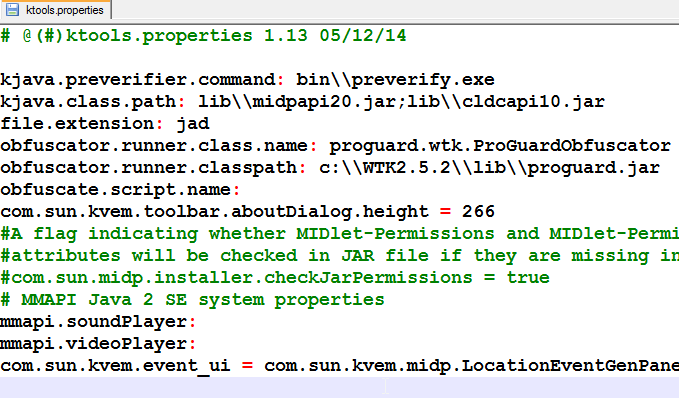 ktools.properties
# @(#)ktools.properties 1.13 05/12/14
kjava.preverifier.command: bin\\preverify.exe
kjava.class.path: lib\\midpapi20.jar;lib\\cldcapi10.jar
file.extension: jad
obfuscator.runner.class.name: proguard.wtk.ProGuardObfuscator
obfuscator.runner.classpath: c:\\WTK2.5.2\\lib\\proguard.jar
obfuscate.script.name:
com.sun.kvem.toolbar.aboutDialog.height = 266
#A flag indicating whether MIDlet-Permissions and MIDlet-Permi
#attributes will be checked in JAR file if they are missing in
#com.sun.midp.installer.checkJarPermissions = true
# MMAPI Java 2 SE system properties
mmapi.soundPlayer:
mmapi.videoPlayer:
com.sun.kvem.event_ui = com.sun.kvem.midp.LocationEventGenPane